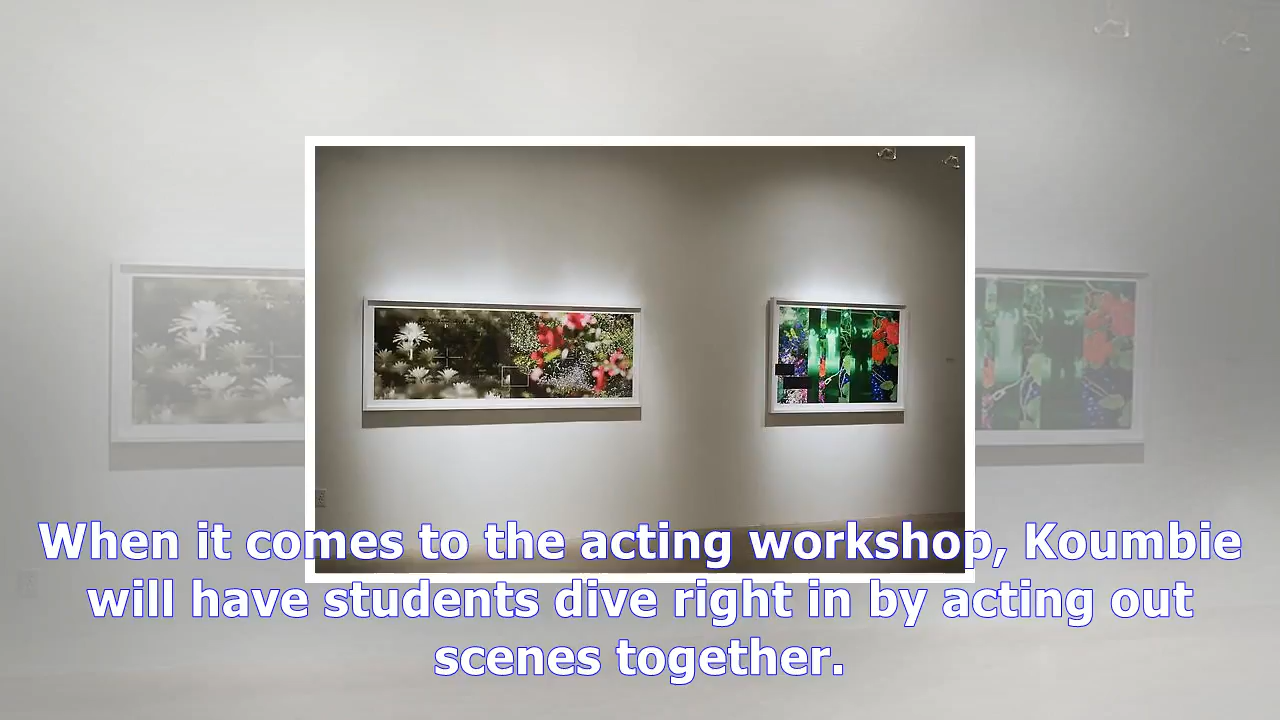 When it comes to the acting workshop, Koumbie
will have students dive right in by acting out
scenes together.